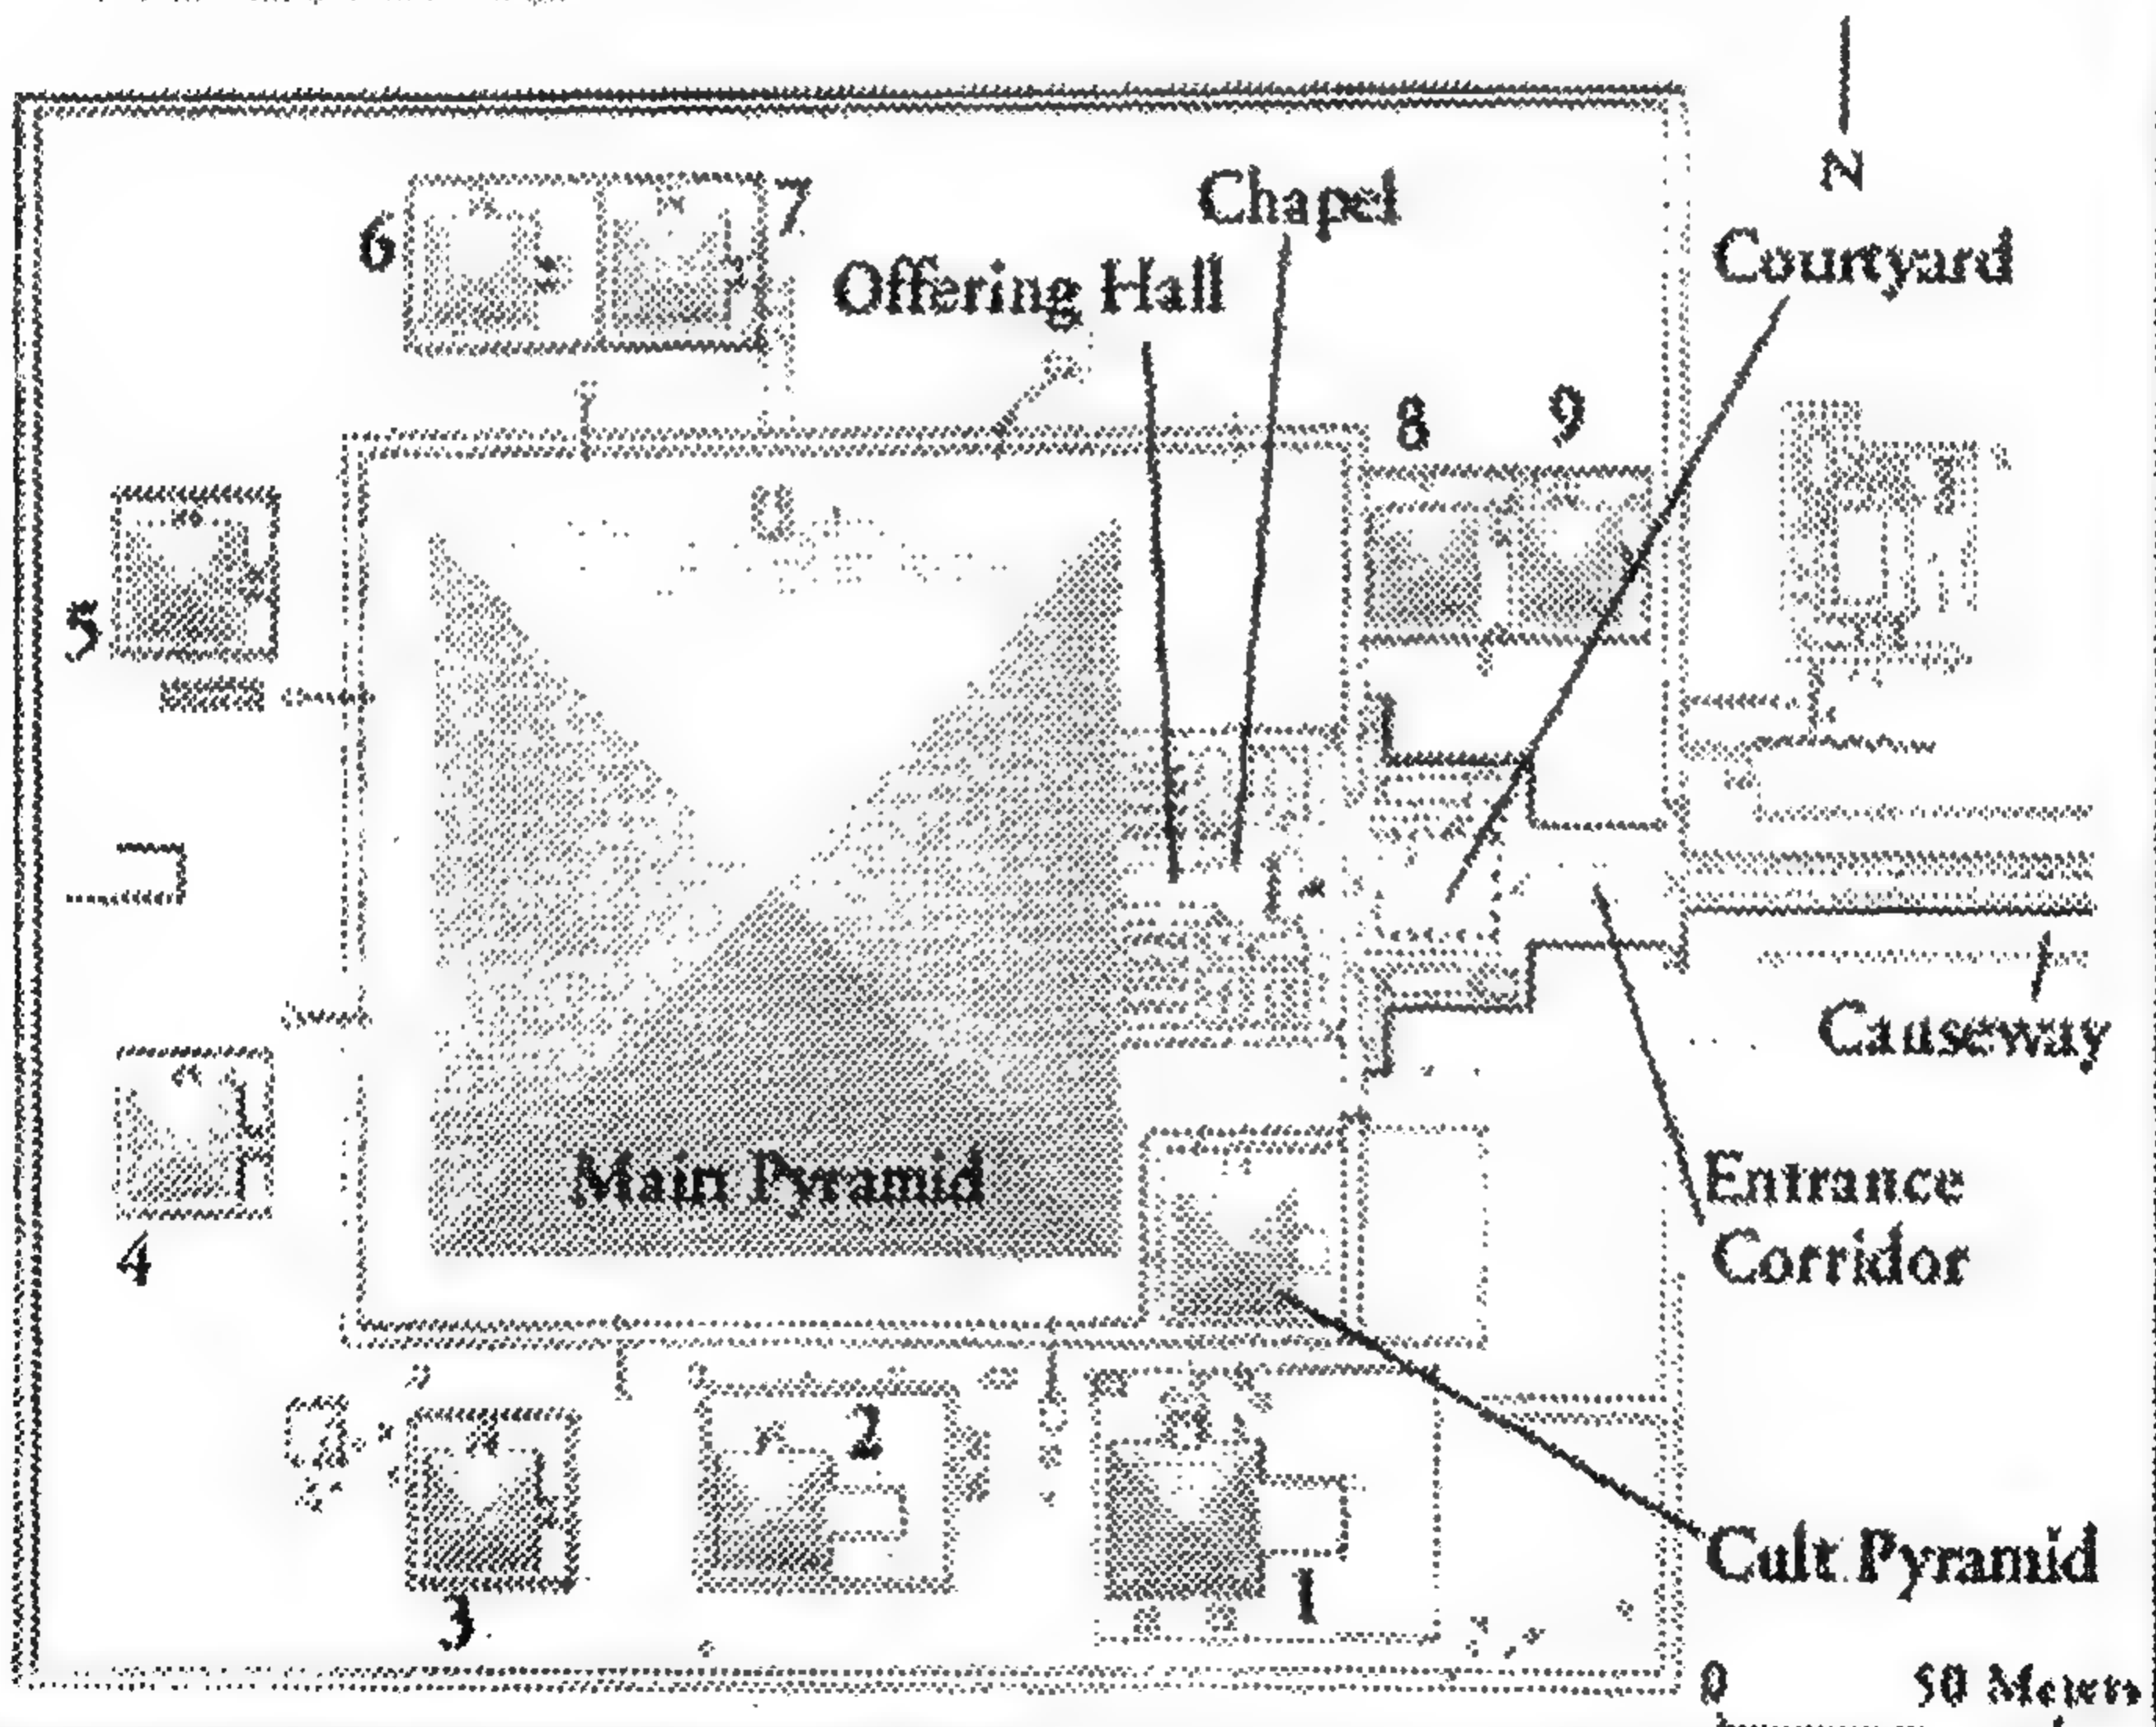 N
Chapel
Courtyard
Offering Hall
6
7
8
9
5
Causeway
Main Pyramid
Entrance
Corridor
4
2
Cult Pyramid
1
3
0 50 Meters